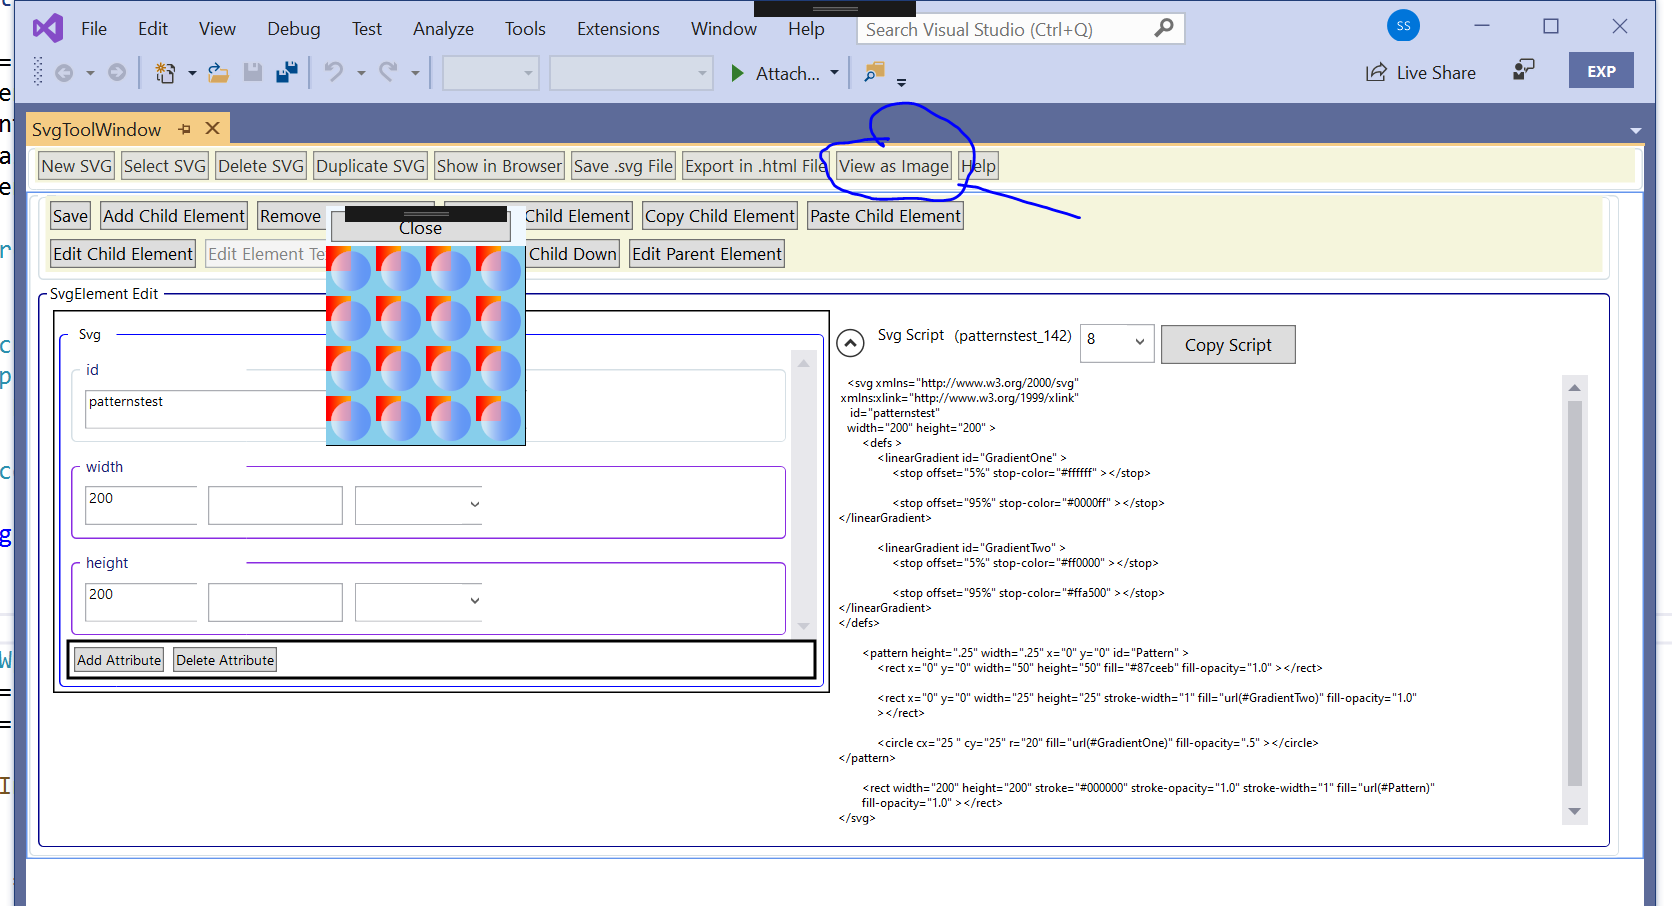 File Edit View Debug Test Analyze Tools Extensions Window Help Search Visual Studio (Ctrl+Q) SS
Attach... Live Share EXP
SvgToolWindow
New SVG Select SVG Delete SVG Duplicate SVG Show in Browser Save .svg File Export in .html File View as Image Help
Save Add Child Element Remove Child Element Copy Child Element Paste Child Element
Close
Edit Child Element Edit Element Te Child Down Edit Parent Element
SvgElement Edit
Svg
id
patternstest
width
200
height
200
Add Attribute Delete Attribute
Svg Script (patternstest_142) 8 Copy Script
<svg xmlns="http://www.w3.org/2000/svg"
xmlns:xlink="http://www.w3.org/1999/xlink"
id="patternstest"
width="200" height="200" >
<defs >
<linearGradient id="GradientOne" >
<stop offset="5%" stop-color="#ffffff" ></stop>
<stop offset="95%" stop-color="#0000ff" ></stop>
</linearGradient>
<linearGradient id="GradientTwo" >
<stop offset="5%" stop-color="#ff0000" ></stop>
<stop offset="95%" stop-color="#ffa500" ></stop>
</linearGradient>
</defs>
<pattern height=".25" width=".25" x="0" y="0" id="Pattern" >
<rect x="0" y="0" width="50" height="50" fill="#87ceeb" fill-opacity="1.0" ></rect>
<rect x="0" y="0" width="25" height="25" stroke-width="1" fill="url(#GradientTwo)" fill-opacity="1.0"
></rect>
<circle cx="25 " cy="25" r="20" fill="url(#GradientOne)" fill-opacity=".5" ></circle>
</pattern>
<rect width="200" height="200" stroke="#000000" stroke-opacity="1.0" stroke-width="1" fill="url(#Pattern)"
fill-opacity="1.0" ></rect>
</svg>